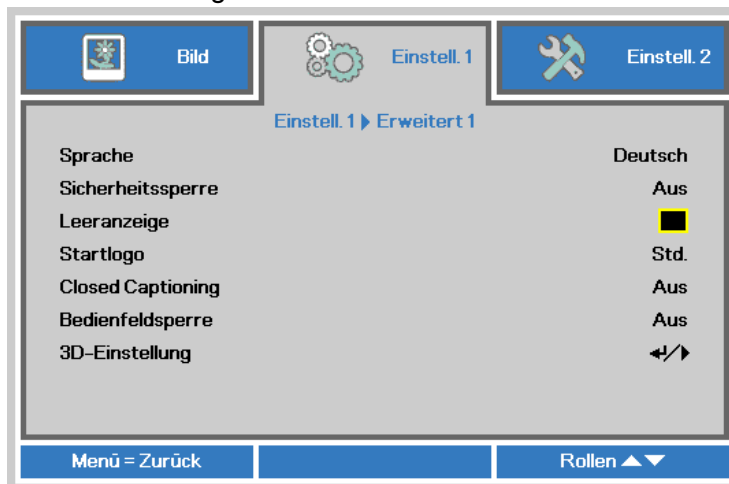 Bild
Einstell. 1
Einstell. 2
Einstell. 1 Erweitert 1
Sprache Deutsch
Sicherheitssperre Aus
Leeranzeige
Startlogo Std.
Closed Captioning Aus
Bedienfeldsperre Aus
3D-Einstellung ↵/▶
Menü = Zurück
Rollen ▲▼